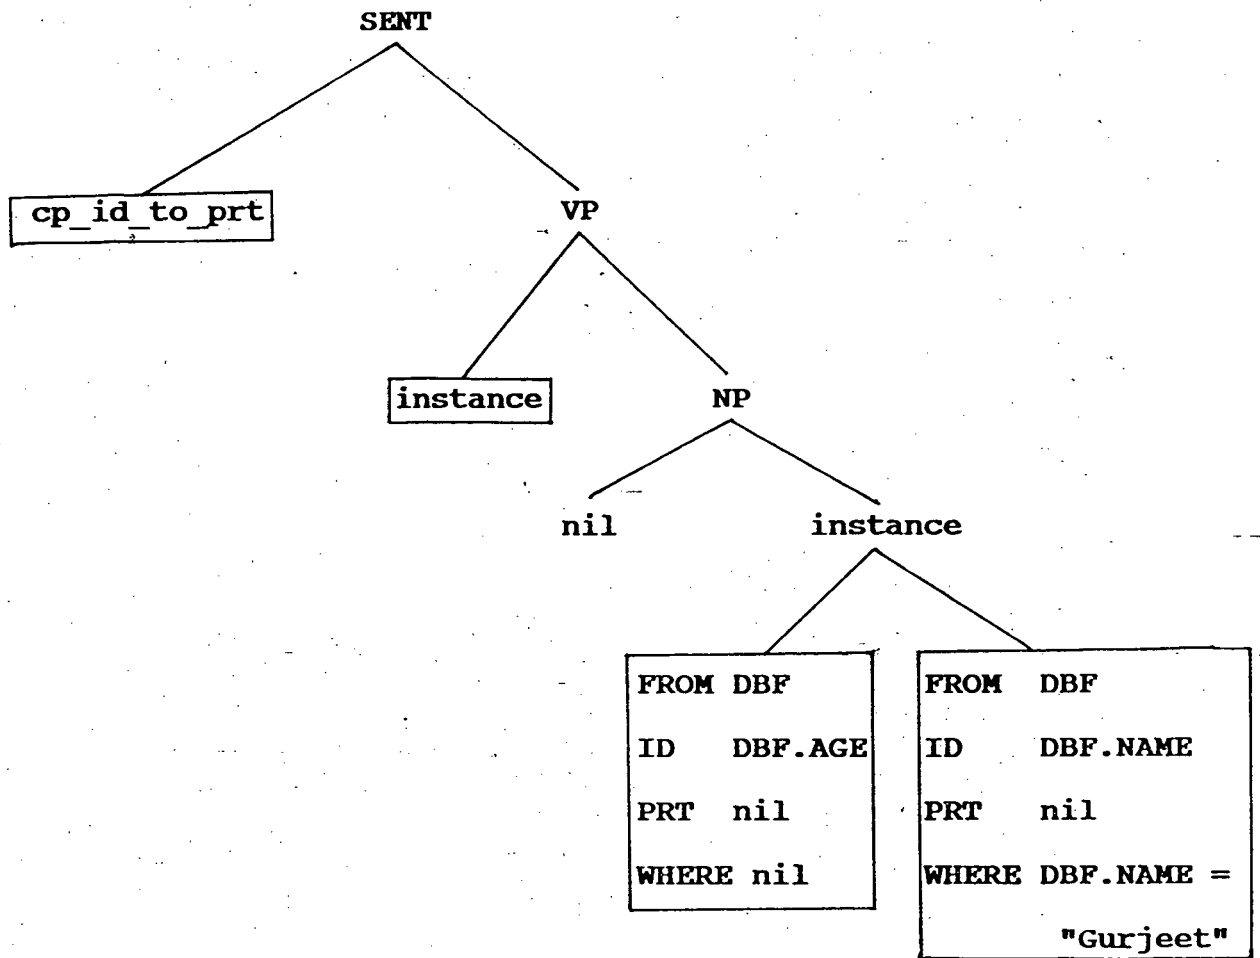 SENT
cp_id_to_prt
VP
instance
NP
nil
instance
FROM DBF
ID DBF.AGE
PRT nil
WHERE nil
FROM DBF
ID DBF.NAME
PRT nil
WHERE DBF.NAME =
"Gurjeet"